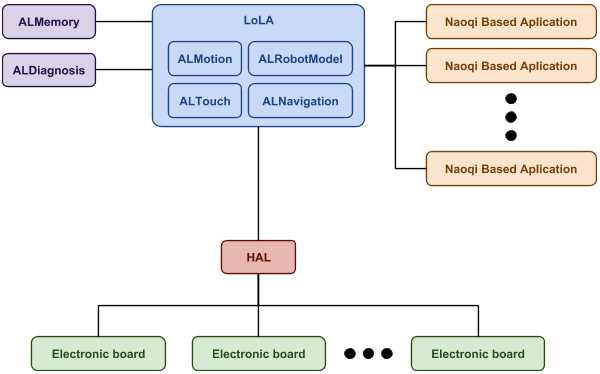 ALMemory
LoLA
Naoqi Based Aplication
ALDiagnosis
ALMotion
ALRobotModel
Naoqi Based Aplication
ALTouch
ALNavigation
Naoqi Based Aplication
HAL
Electronic board
Electronic board
Electronic board